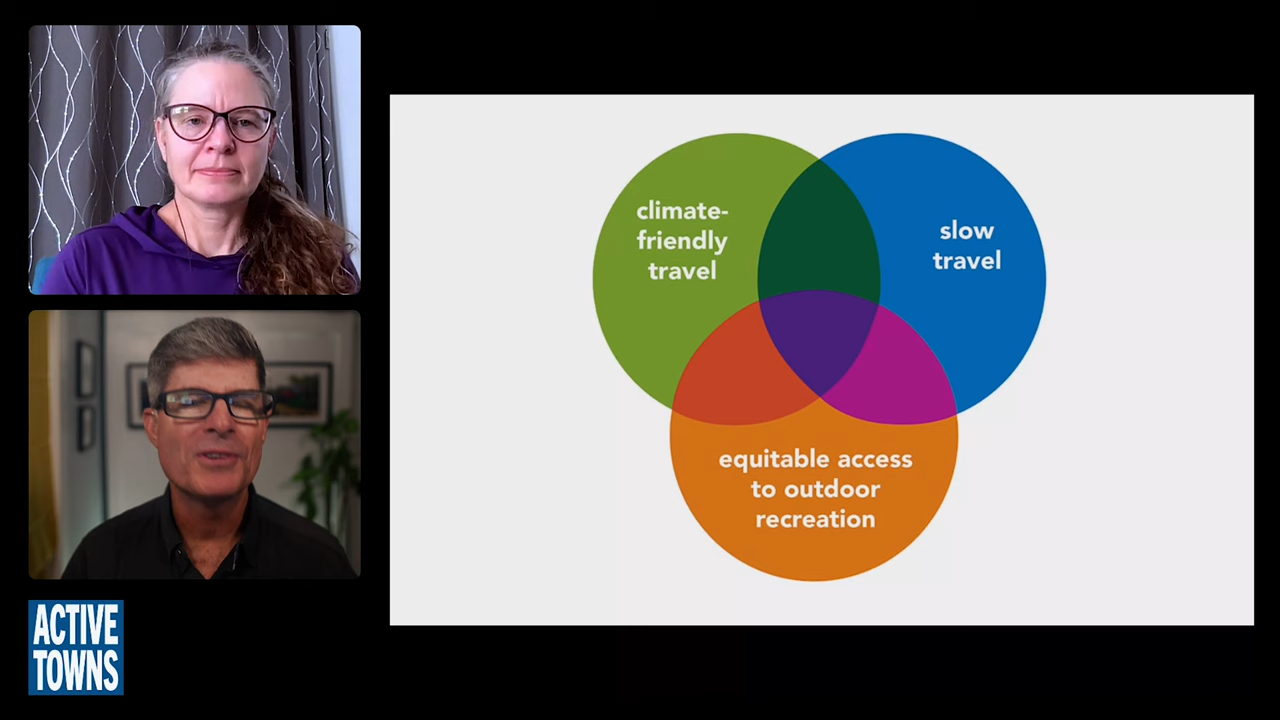 climate-
friendly
travel
slow
travel
equitable access
to outdoor
recreation
ACTIVE
TOWNS